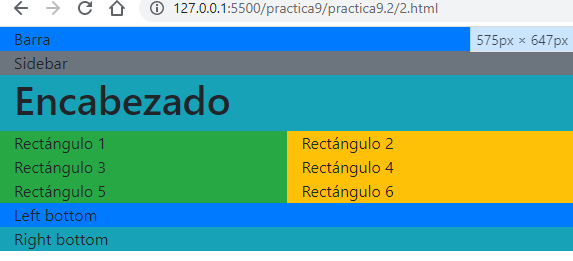 127.0.0.1:5500/practica9/practica9.2/2.html
Barra
575px × 647px
Sidebar
Encabezado
Rectángulo 1 Rectángulo 2
Rectángulo 3 Rectángulo 4
Rectángulo 5 Rectángulo 6
Left bottom
Right bottom